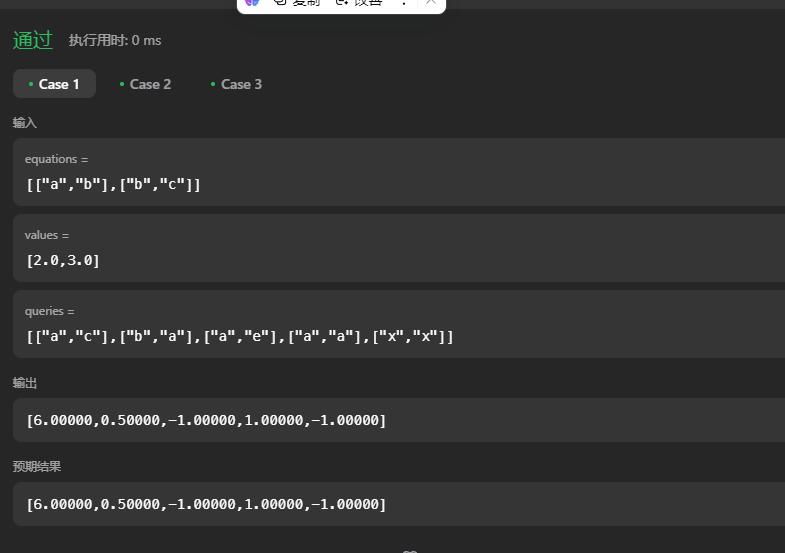 复制 改善
通过 执行用时: 0 ms
Case 1 Case 2 Case 3
输入
equations =
[["a","b"],["b","c"]]
values =
[2.0,3.0]
queries =
[["a","c"],["b","a"],["a","e"],["a","a"],["x","x"]]
输出
[6.00000,0.50000,-1.00000,1.00000,-1.00000]
预期结果
[6.00000,0.50000,-1.00000,1.00000,-1.00000]